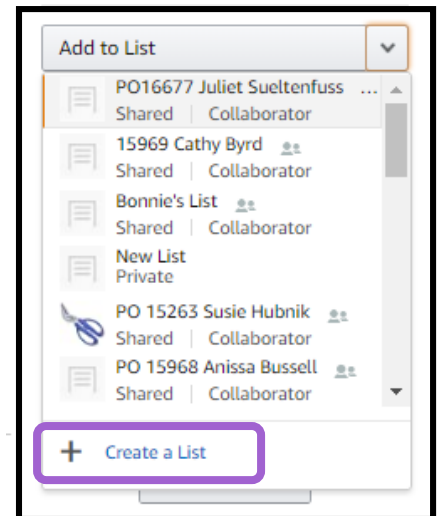 Add to List
PO16677 Juliet Sueltenfuss ...
Shared | Collaborator
15969 Cathy Byrd
Shared | Collaborator
Bonnie's List
Shared | Collaborator
New List
Private
PO 15263 Susie Hubnik
Shared | Collaborator
PO 15968 Anissa Bussell
Shared | Collaborator
+ Create a List